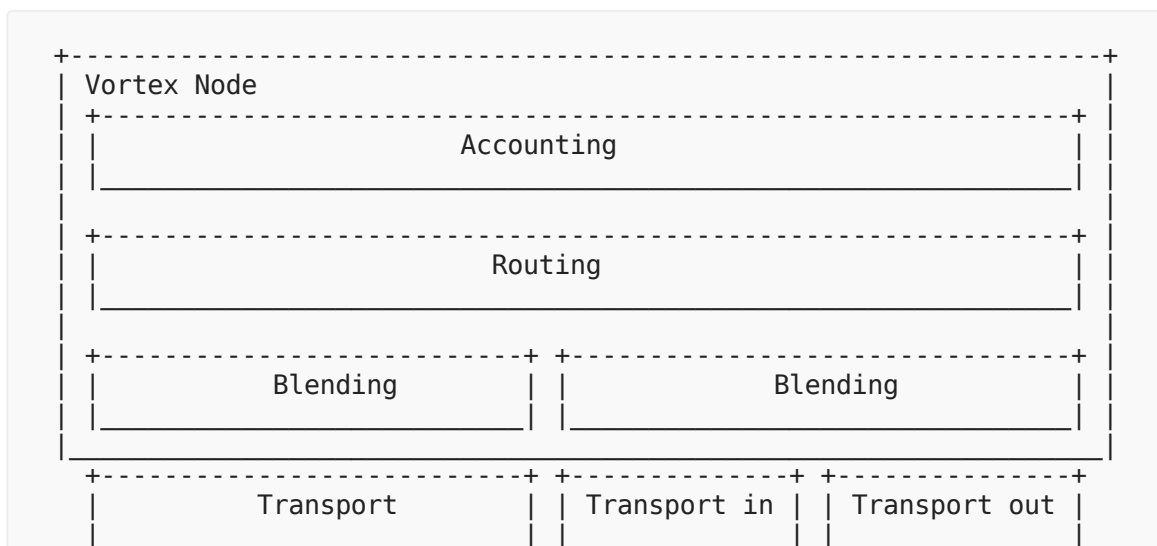 Vortex Node
Accounting
Routing
Blending Blending
Transport Transport in Transport out